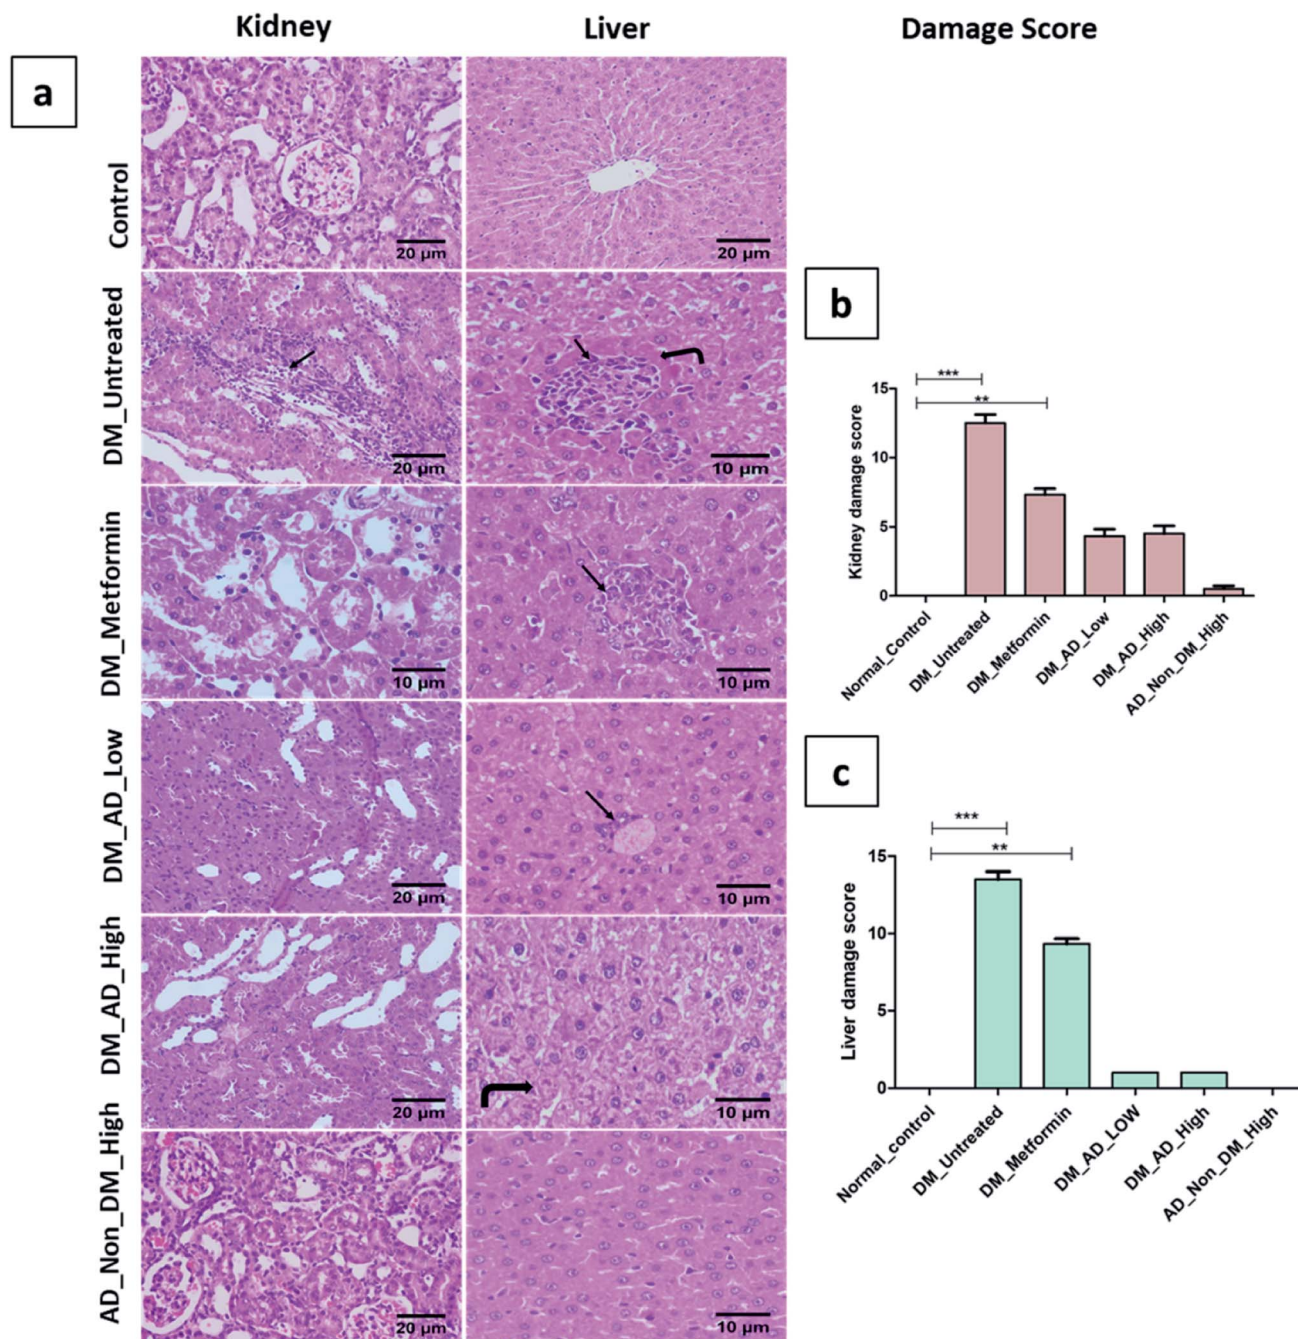 Kidney
Liver
Damage Score
a
Control
20 µm
20 µm
DM_Untreated
20 µm
10 µm
DM_Metformin
10 µm
10 µm
DM_AD_Low
20 µm
10 µm
DM_AD_High
20 µm
10 µm
AD_Non_DM_High
20 µm
10 µm
b
Kidney damage score
15
10
5
0
***
**
Normal_Control
DM_Untreated
DM_Metformin
DM_AD_Low
DM_AD_High
AD_Non_DM_High
c
Liver damage score
15
10
5
0
***
**
Normal_control
DM_Untreated
DM_Metformin
DM_AD_LOW
DM_AD_High
AD_Non_DM_High